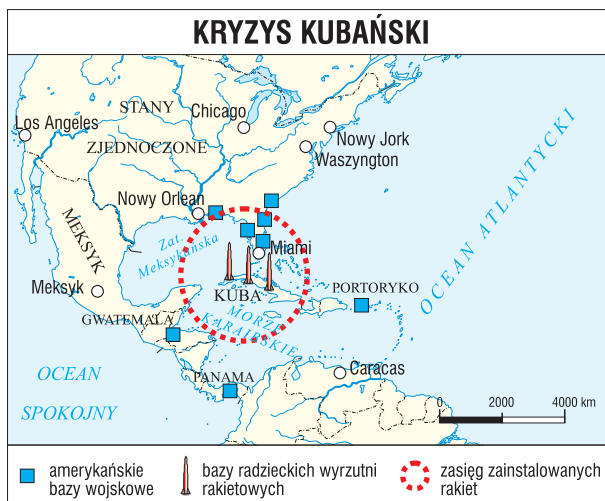 KRYZYS KUBAŃSKI
STANY
ZJEDNOCZONE
Chicago
Los Angeles
Nowy Jork
Waszyngton
Nowy Orlean
OCEAN ATLANTYCKI
MEKSYK
Zat.
Meksykańska
Miami
Meksyk
KUBA
PORTORYKO
GWATEMALA
MORZE
KARAIBSKIE
OCEAN
SPOKOJNY
PANAMA
Caracas
0 2000 4000 km
amerykańskie
bazy wojskowe
bazy radzieckich wyrzutni
rakietowych
zasięg zainstalowanych
rakiet